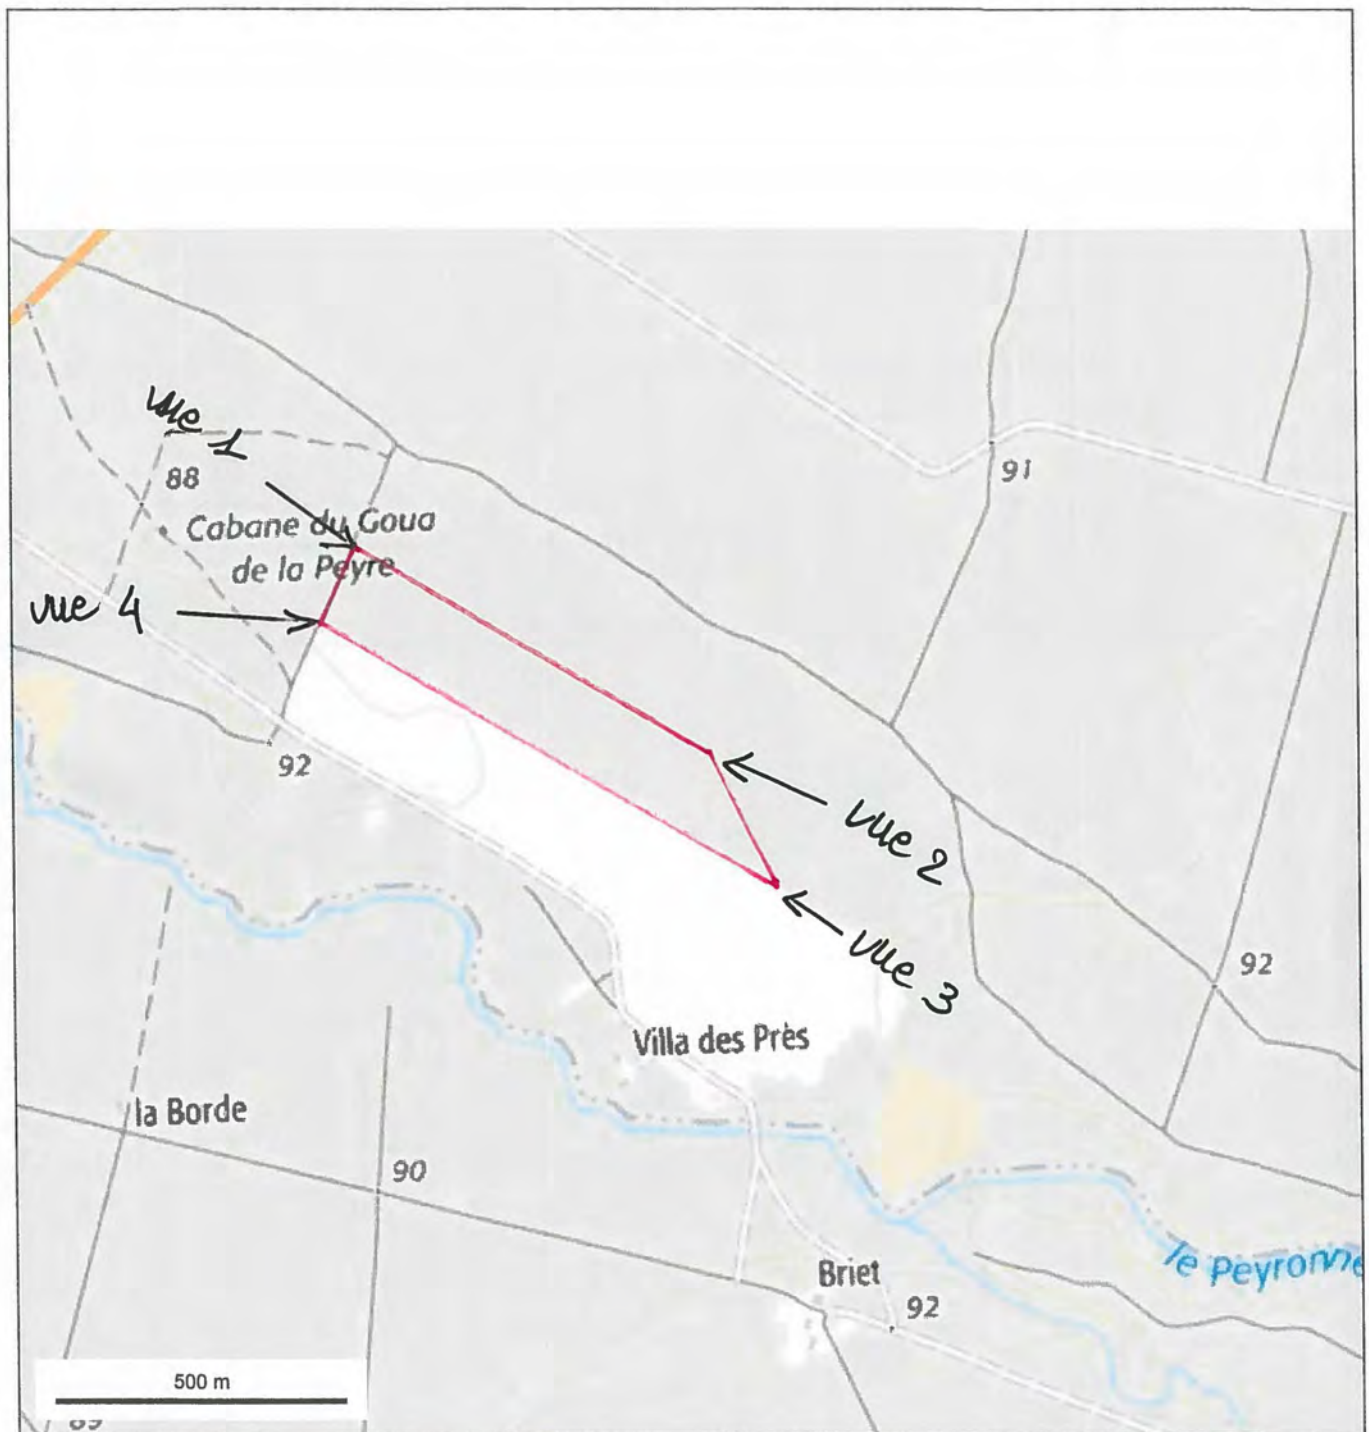 vue 1
88
91
Cabane du Goua
de la Peyre
vue 4
92
vue 2
vue 3
92
Villa des Près
la Borde
90
le Peyronne
Briet
92
500 m
89